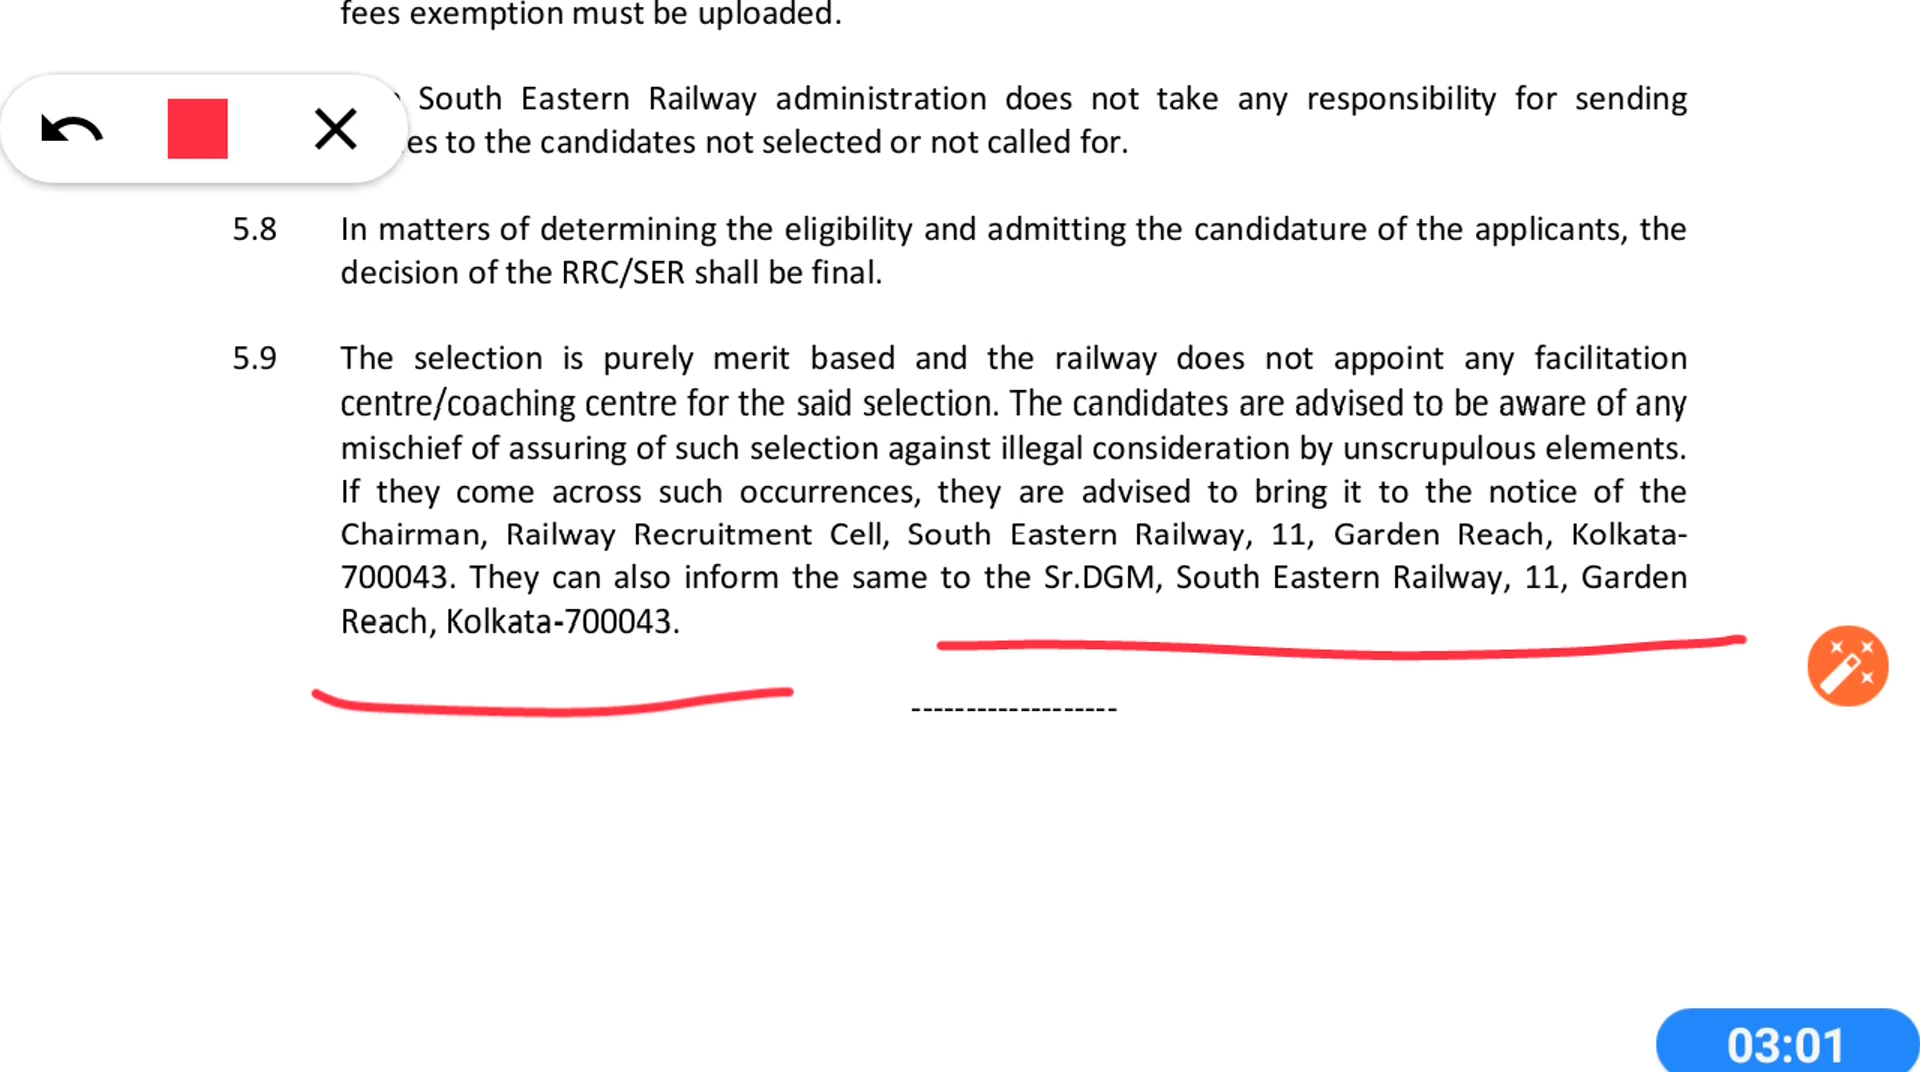 fees exemption must be uploaded.
South Eastern Railway administration does not take any responsibility for sending
es to the candidates not selected or not called for.
5.8 In matters of determining the eligibility and admitting the candidature of the applicants, the
decision of the RRC/SER shall be final.
5.9 The selection is purely merit based and the railway does not appoint any facilitation
centre/coaching centre for the said selection. The candidates are advised to be aware of any
mischief of assuring of such selection against illegal consideration by unscrupulous elements.
If they come across such occurrences, they are advised to bring it to the notice of the
Chairman, Railway Recruitment Cell, South Eastern Railway, 11, Garden Reach, Kolkata-
700043. They can also inform the same to the Sr.DGM, South Eastern Railway, 11, Garden
Reach, Kolkata-700043.
-------------------
03:01